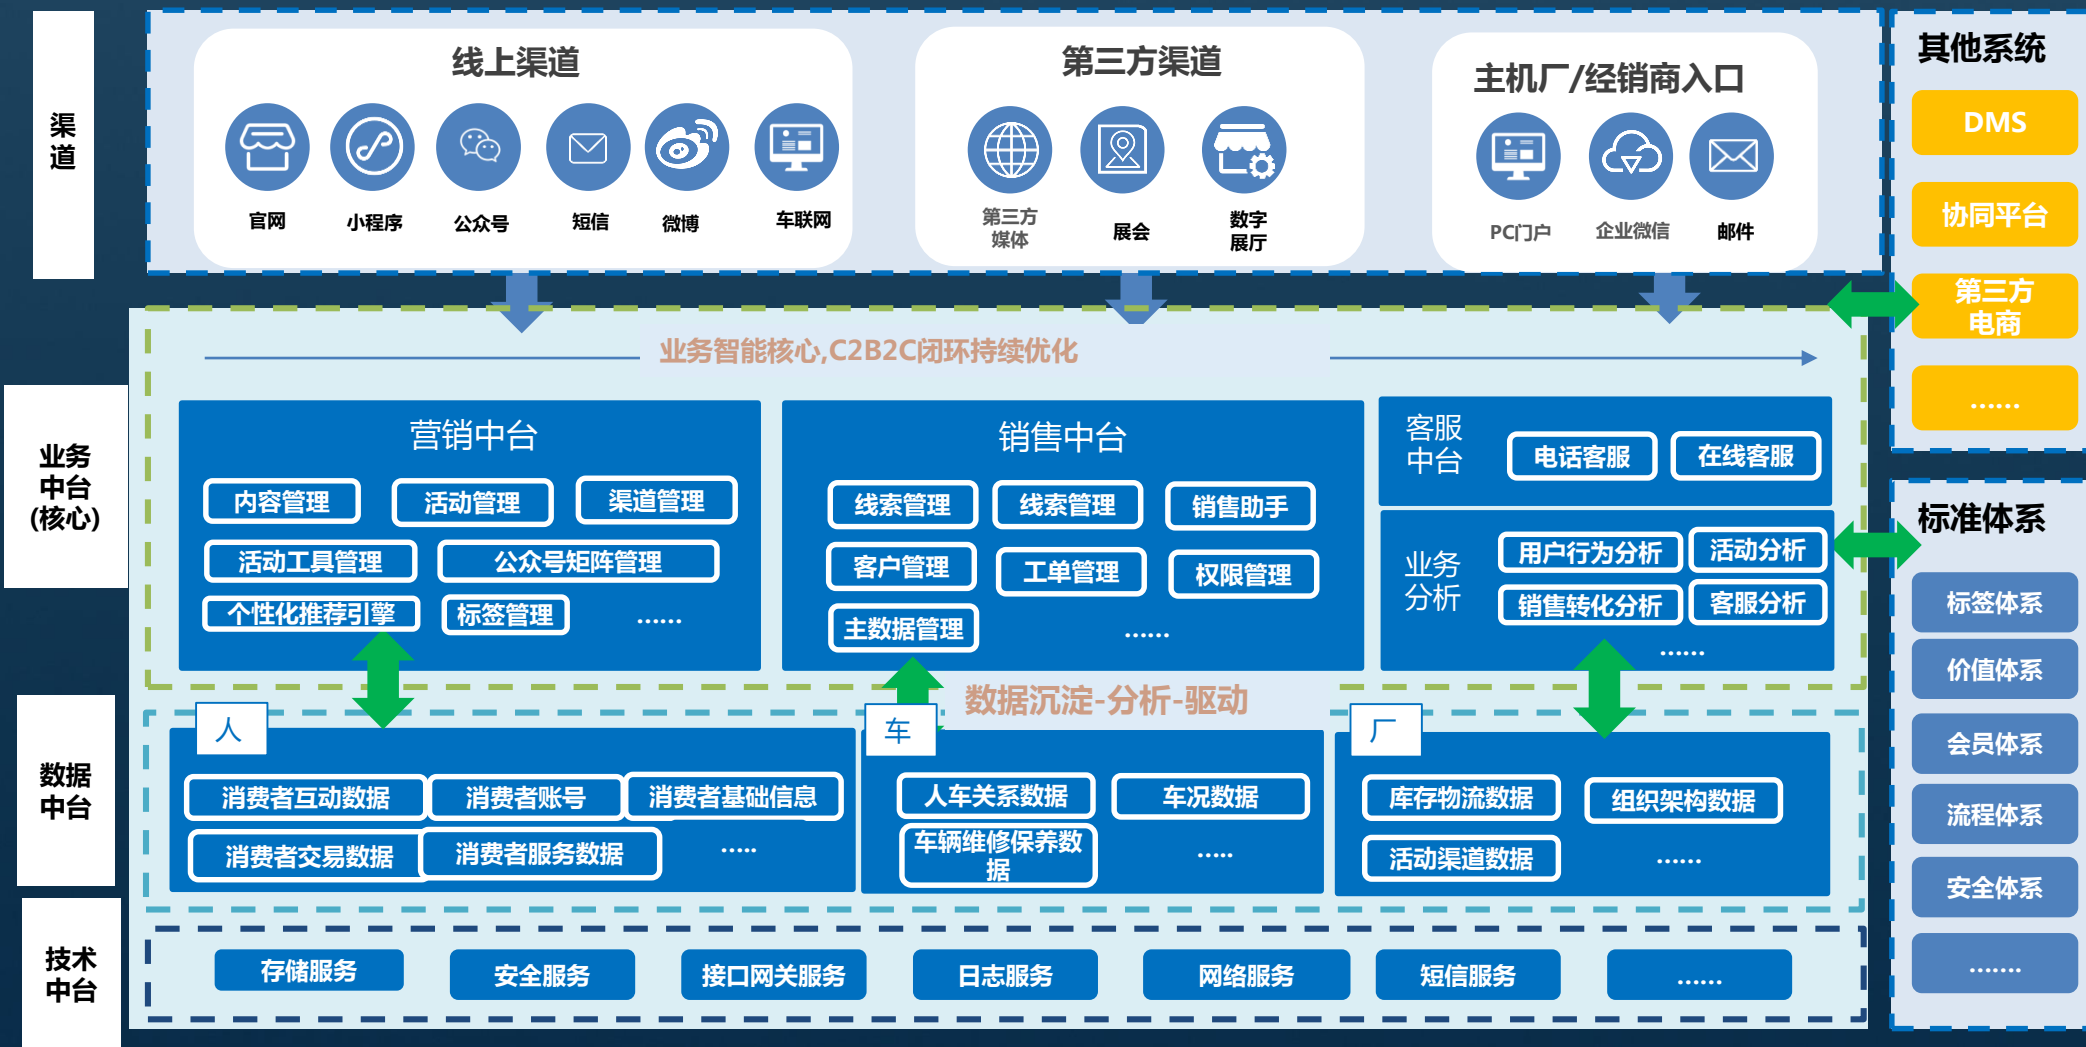 渠
道
线上渠道
官网
小程序
公众号
短信
微博
车联网
第三方渠道
第三方
媒体
展会
数字
展厅
主机厂/经销商入口
PC门户
企业微信
邮件
其他系统
DMS
协同平台
第三方
电商
......
业务智能核心,C2B2C闭环持续优化
业务
中台
(核心)
营销中台
内容管理
活动管理
渠道管理
活动工具管理
公众号矩阵管理
个性化推荐引擎
标签管理
......
销售中台
线索管理
线索管理
销售助手
客户管理
工单管理
权限管理
主数据管理
......
客服
中台
电话客服
在线客服
业务
分析
用户行为分析
活动分析
销售转化分析
客服分析
......
标准体系
标签体系
价值体系
会员体系
流程体系
安全体系
.......
数据沉淀-分析-驱动
数据
中台
人
消费者互动数据
消费者账号
消费者基础信息
消费者交易数据
消费者服务数据
.....
车
人车关系数据
车况数据
车辆维修保养数
据
.....
厂
库存物流数据
组织架构数据
活动渠道数据
......
技术
中台
存储服务
安全服务
接口网关服务
日志服务
网络服务
短信服务
......